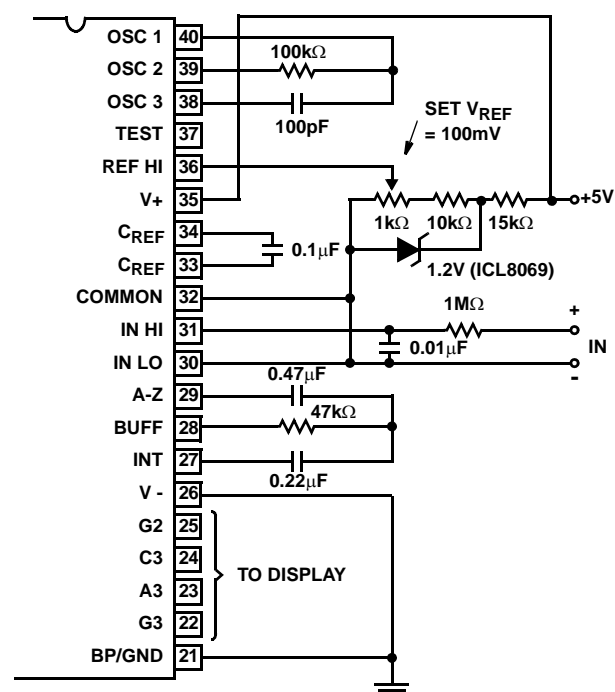 OSC 1 40
OSC 2 39
OSC 3 38
TEST 37
REF HI 36
V+ 35
CREF 34
CREF 33
COMMON 32
IN HI 31
IN LO 30
A-Z 29
BUFF 28
INT 27
V - 26
G2 25
C3 24
A3 23
G3 22
BP/GND 21
100kΩ
100pF
SET VREF
= 100mV
+5V
1kΩ 10kΩ 15kΩ
0.1μF
1.2V (ICL8069)
1MΩ
+
0.01μF
IN
-
0.47μF
47kΩ
0.22μF
TO DISPLAY